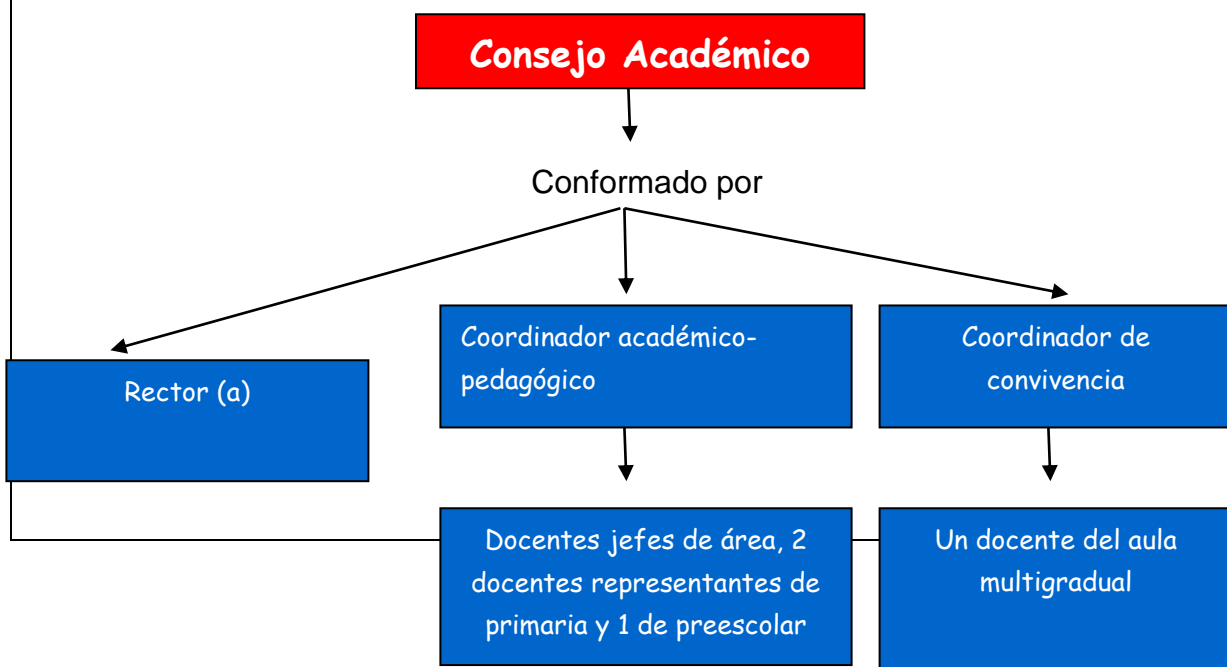 Consejo Académico
Conformado por
Rector (a)
Coordinador académico-
pedagógico
Coordinador de
convivencia
Docentes jefes de área, 2
docentes representantes de
primaria y 1 de preescolar
Un docente del aula
multigradual